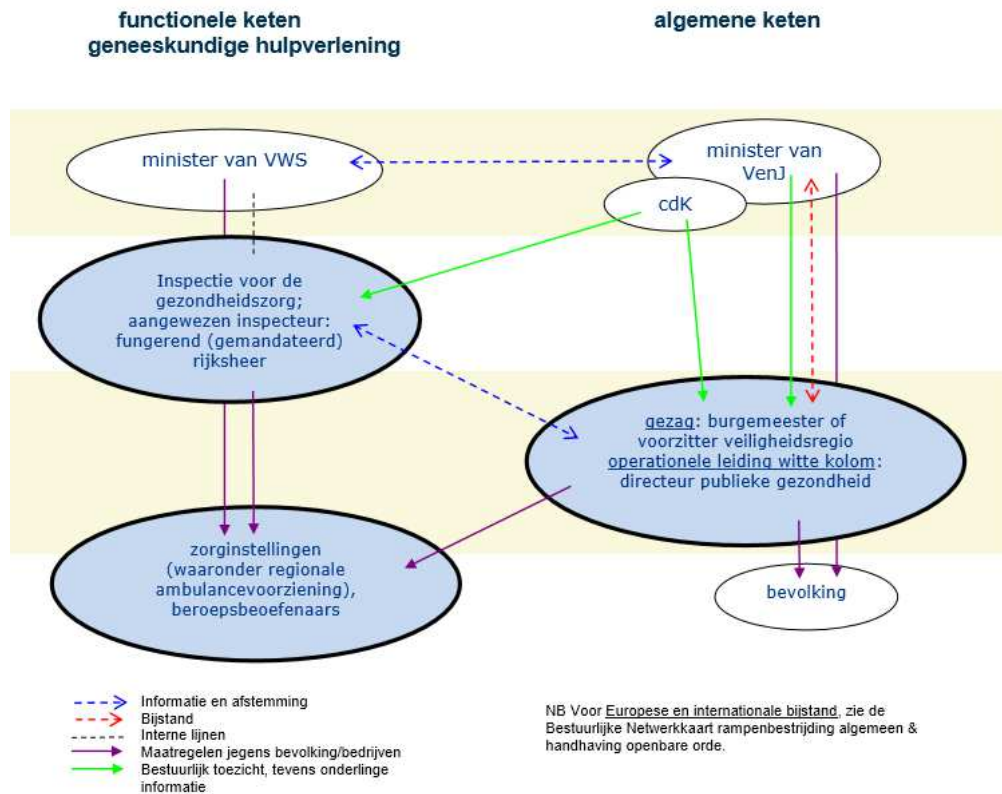 functionele keten
geneeskundige hulpverlening
algemene keten
minister van VWS
minister van
VenJ
cdK
Inspectie voor de
gezondheidszorg;
aangewezen inspecteur:
fungerend (gemandateerd)
rijksheer
gezag: burgemeester of
voorzitter veiligheidsregio
operationele leiding witte kolom:
directeur publieke gezondheid
zorginstellingen
(waaronder regionale
ambulancevoorziening),
beroepsbeoefenaars
bevolking
Informatie en afstemming
Bijstand
Interne lijnen
Maatregelen jegens bevolking/bedrijven
Bestuurlijk toezicht, tevens onderlinge
informatie
NB Voor Europese en internationale bijstand, zie de
Bestuurlijke Netwerkkaart rampenbestrijding algemeen &
handhaving openbare orde.